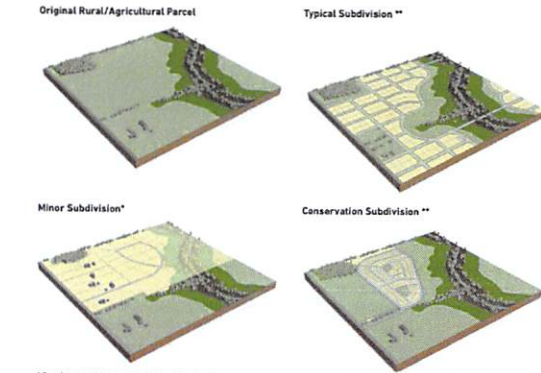 Original Rural/Agricultural Parcel
Typical Subdivision **
Minor Subdivision*
Conservation Subdivision **